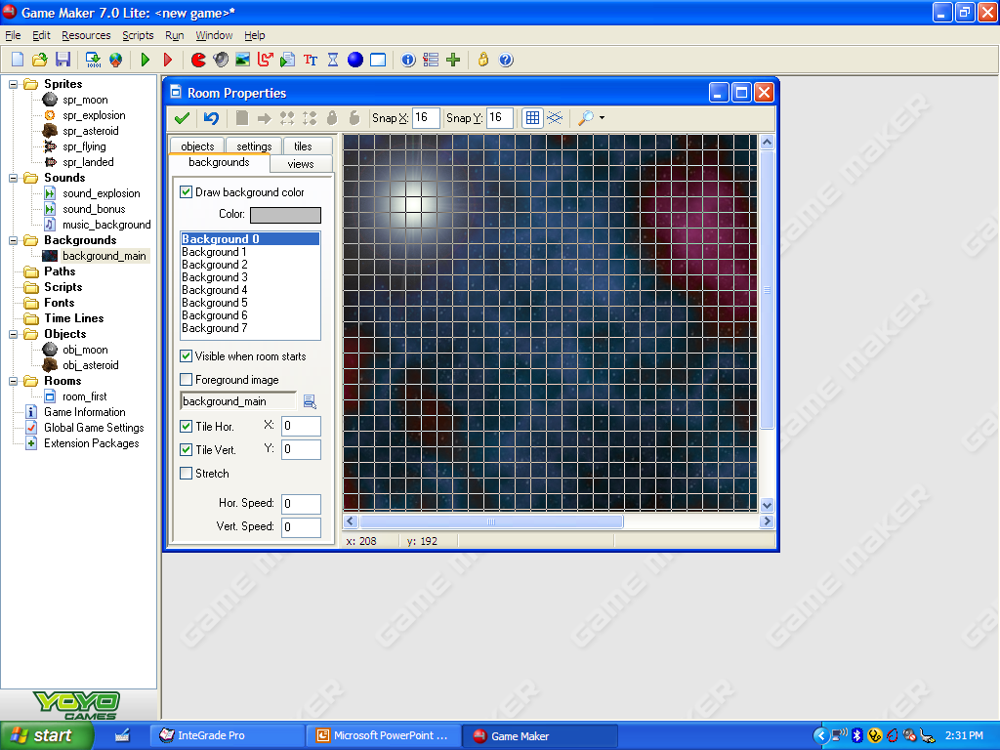 Game Maker 7.0 Lite: <new game>*
File Edit Resources Scripts Run Window Help
Sprites
spr_moon
spr_explosion
spr_asteroid
spr_flying
spr_landed
Sounds
sound_explosion
sound_bonus
music_background
Backgrounds
background_main
Paths
Scripts
Fonts
Time Lines
Objects
obj_moon
obj_asteroid
Rooms
room_first
Game Information
Global Game Settings
Extension Packages
YOYO
GAMES
Room Properties
Snap X: 16 Snap Y: 16
objects settings tiles
backgrounds views
Draw background color
Color:
Background 0
Background 1
Background 2
Background 3
Background 4
Background 5
Background 6
Background 7
Visible when room starts
Foreground image
background_main
Tile Hor. X: 0
Tile Vert. Y: 0
Stretch
Hor. Speed: 0
Vert. Speed: 0
x: 208 y: 192
GAME MAKER
GAME MAKER
GAME MAKER
start InteGrade Pro Microsoft PowerPoint ... Game Maker 2:31 PM